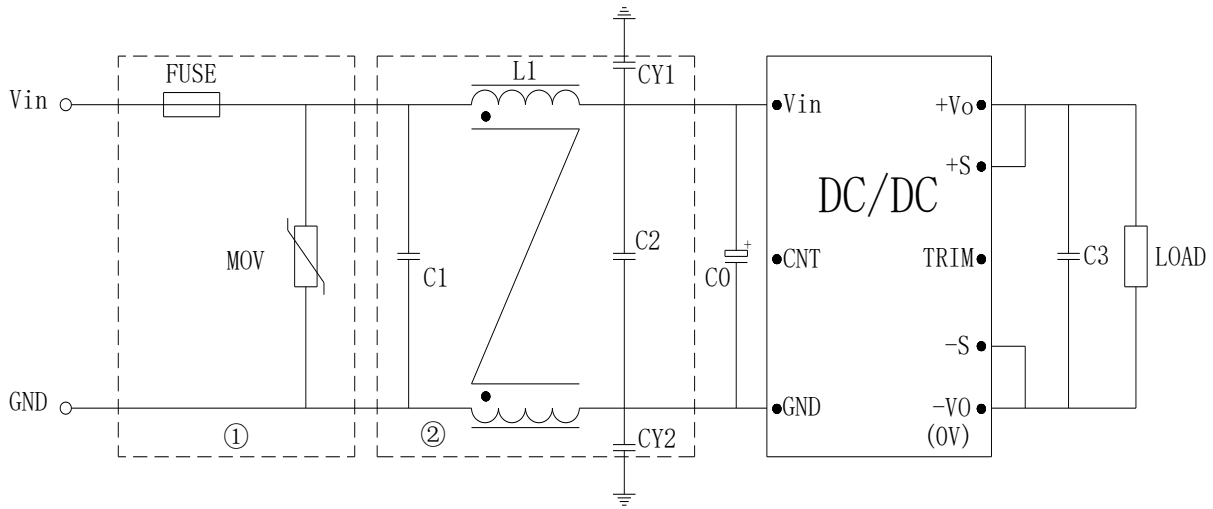 CY1
L1
FUSE
Vin
Vin
+Vo
+S
DC/DC
MOV
C1
C2
+
C0
CNT
TRIM
C3
LOAD
-S
GND
GND
-VO
(0V)
①
②
CY2